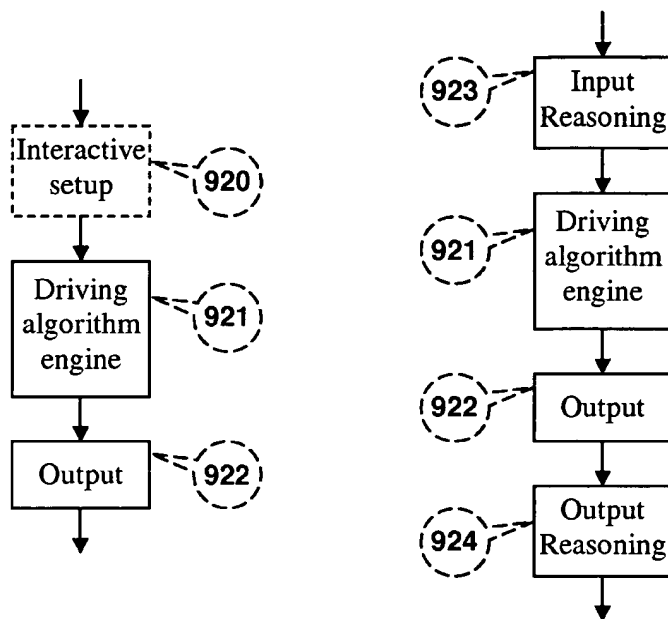 Interactive
setup
920
Driving
algorithm
engine
921
Output
922
923
Input
Reasoning
921
Driving
algorithm
engine
922
Output
924
Output
Reasoning